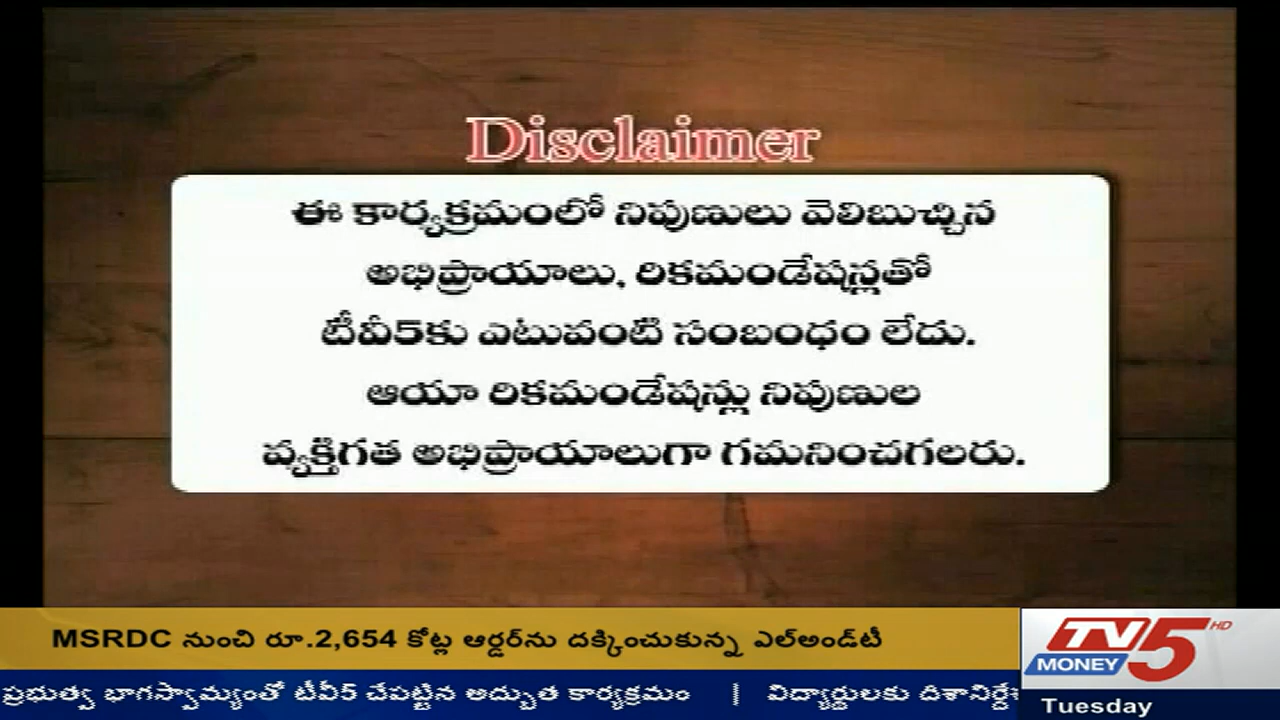 Disclaimer
ఈ కార్యక్రమంలో నిపుణులు వెలిబుచ్చిన
అభిప్రాయాలు, రికమండేషన్లతో
టీవీ5కు ఎటువంటి సంబంధం లేదు.
ఆయా రికమండేషన్లు నిపుణుల
వ్యక్తిగత అభిప్రాయాలుగా గమనించగలరు.
MSRDC నుంచి రూ.2,654 కోట్ల ఆర్డర్‌ను దక్కించుకున్న ఎల్అండ్‌టీ
TV5 HD
MONEY
ప్రభుత్వ భాగస్వామ్యంతో టీవీ5 చేపట్టిన అద్భుత కార్యక్రమం | విద్యార్థులకు
Tuesday